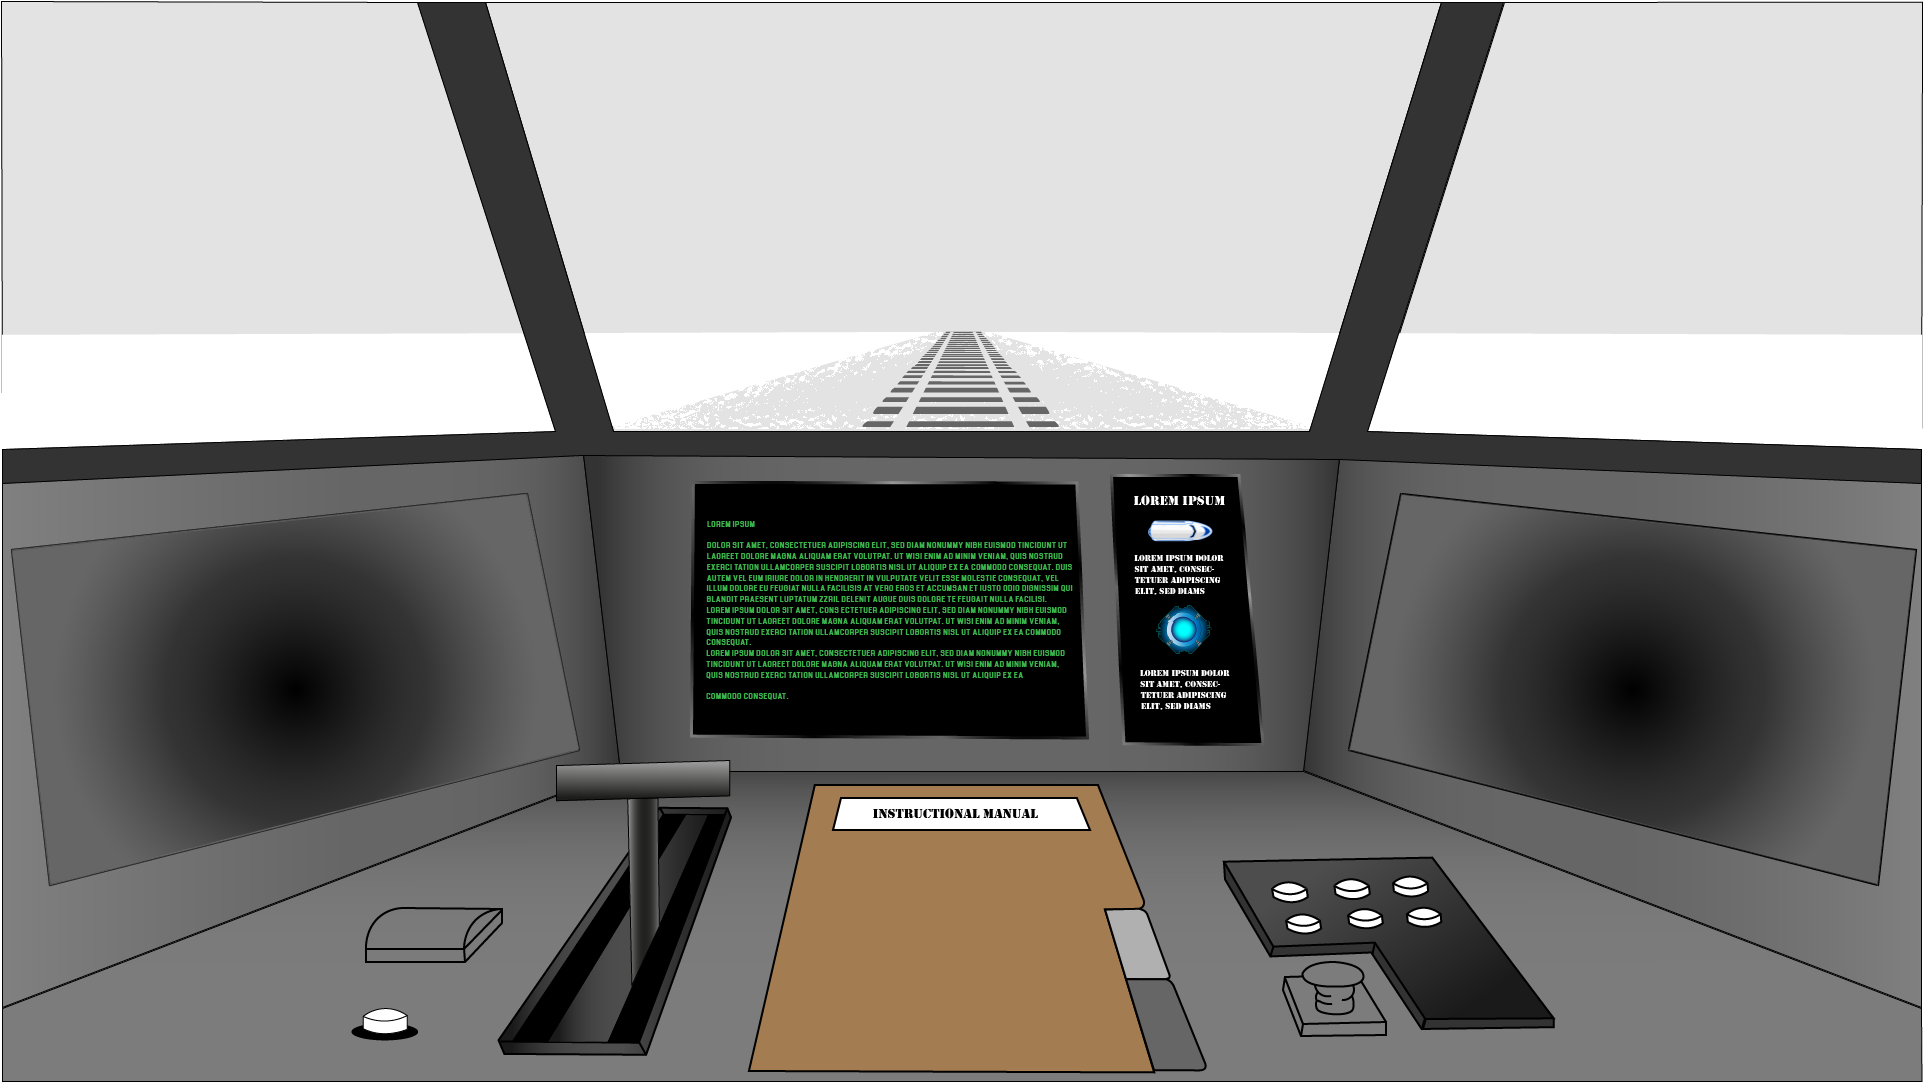 LOREM IPSUM
DOLOR SIT AMET, CONSECTETUER ADIPISCING ELIT, SED DIAM NONUMMY NIBH EUISMOD TINCIDUNT UT
LAOREET DOLORE MAGNA ALIQUAM ERAT VOLUTPAT. UT WISI ENIM AD MINIM VENIAM, QUIS NOSTRUD
EXERCI TATION ULLAMCORPER SUSCIPIT LOBORTIS NISL UT ALIQUIP EX EA COMMODO CONSEQUAT. DUIS
AUTEM VEL EUM IRIURE DOLOR IN HENDRERIT IN VULPUTATE VELIT ESSE MOLESTIE CONSEQUAT, VEL
ILLUM DOLORE EU FEUGIAT NULLA FACILISIS AT VERO EROS ET ACCUMSAN ET IUSTO ODIO DIGNISSIM QUI
BLANDIT PRAESENT LUPTATUM ZZRIL DELENIT AUGUE DUIS DOLORE TE FEUGAIT NULLA FACILISI.
LOREM IPSUM DOLOR SIT AMET, CONS ECTETUER ADIPISCING ELIT, SED DIAM NONUMMY NIBH EUISMOD
TINCIDUNT UT LAOREET DOLORE MAGNA ALIQUAM ERAT VOLUTPAT. UT WISI ENIM AD MINIM VENIAM,
QUIS NOSTRUD EXERCI TATION ULLAMCORPER SUSCIPIT LOBORTIS NISL UT ALIQUIP EX EA COMMODO
CONSEQUAT.
LOREM IPSUM DOLOR SIT AMET, CONSECTETUER ADIPISCING ELIT, SED DIAM NONUMMY NIBH EUISMOD
TINCIDUNT UT LAOREET DOLORE MAGNA ALIQUAM ERAT VOLUTPAT. UT WISI ENIM AD MINIM VENIAM,
QUIS NOSTRUD EXERCI TATION ULLAMCORPER SUSCIPIT LOBORTIS NISL UT ALIQUIP EX EA
COMMODO CONSEQUAT.
LOREM IPSUM
LOREM IPSUM DOLOR
SIT AMET, CONSEC-
TETUER ADIPISCING
ELIT, SED DIAMS
LOREM IPSUM DOLOR
SIT AMET, CONSEC-
TETUER ADIPISCING
ELIT, SED DIAMS
INSTRUCTIONAL MANUAL